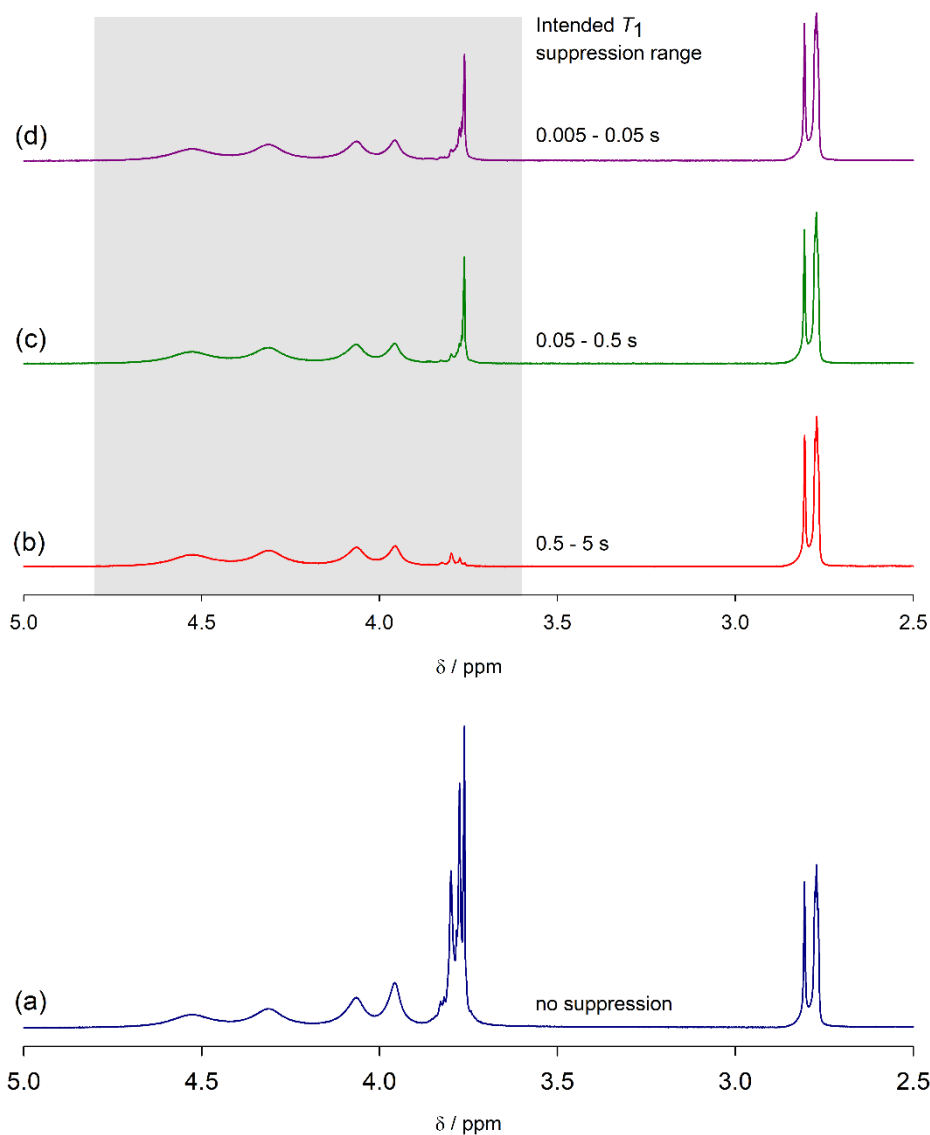 Intended T1
suppression range
(d)
0.005 - 0.05 s
(c)
0.05 - 0.5 s
(b)
0.5 - 5 s
5.0 4.5 4.0 3.5 3.0 2.5
δ / ppm
(a)
no suppression
5.0 4.5 4.0 3.5 3.0 2.5
δ / ppm